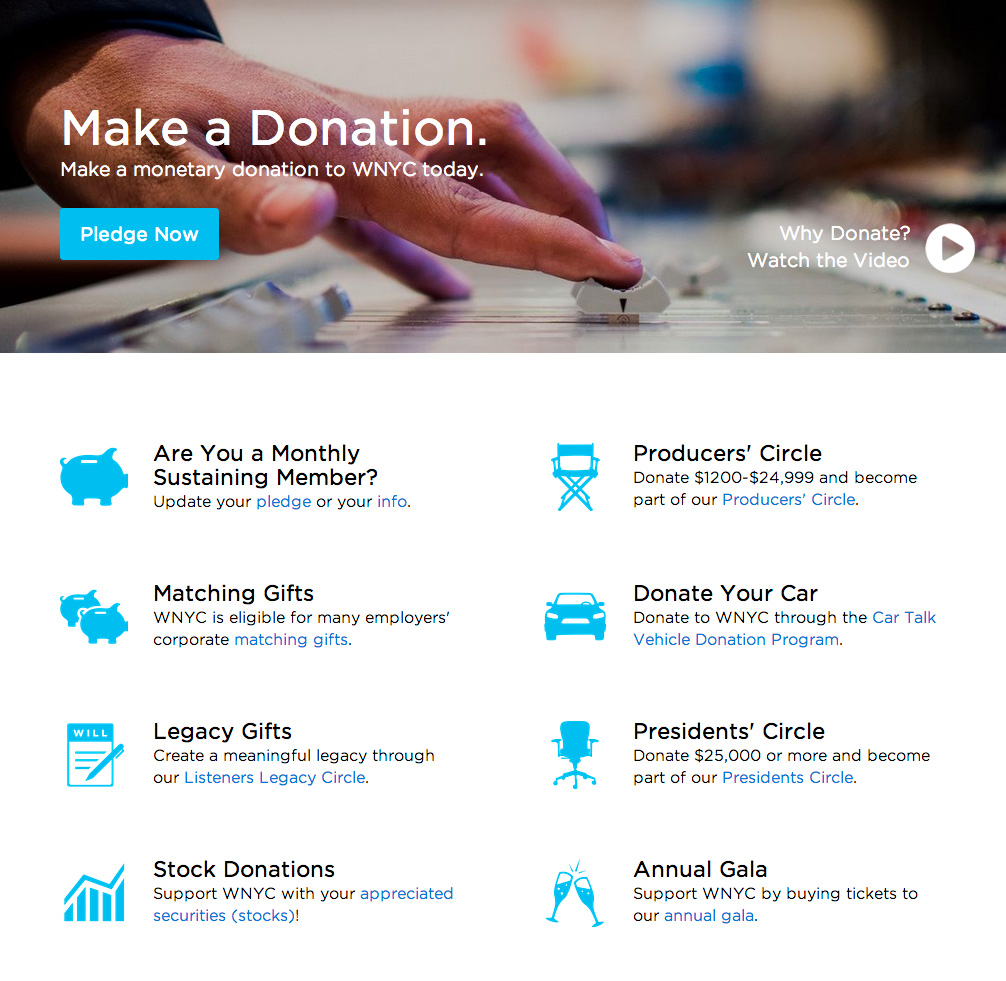 Make a Donation.
Make a monetary donation to WNYC today.
Pledge Now
Why Donate?
Watch the Video
Are You a Monthly
Sustaining Member?
Update your pledge or your info.
Producers' Circle
Donate $1200-$24,999 and become
part of our Producers' Circle.
Matching Gifts
WNYC is eligible for many employers'
corporate matching gifts.
Donate Your Car
Donate to WNYC through the Car Talk
Vehicle Donation Program.
WILL
Legacy Gifts
Create a meaningful legacy through
our Listeners Legacy Circle.
Presidents' Circle
Donate $25,000 or more and become
part of our Presidents Circle.
Stock Donations
Support WNYC with your appreciated
securities (stocks)!
Annual Gala
Support WNYC by buying tickets to
our annual gala.